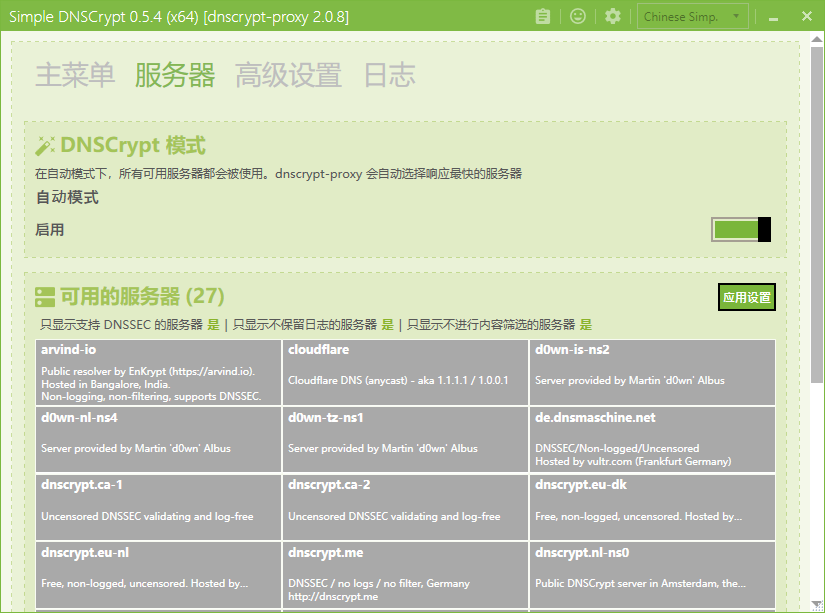 Simple DNSCrypt 0.5.4 (x64) [dnscrypt-proxy 2.0.8]
Chinese Simp.
主菜单 服务器 高级设置 日志
DNSCrypt 模式
在自动模式下，所有可用服务器都会被使用。dnscrypt-proxy 会自动选择响应最快的服务器
自动模式
启用
可用的服务器 (27)
应用设置
只显示支持 DNSSEC 的服务器 是 | 只显示不保留日志的服务器 是 | 只显示不进行内容筛选的服务器 是
arvind-io
Public resolver by EnKrypt (https://arvind.io).
Hosted in Bangalore, India.
Non-logging, non-filtering, supports DNSSEC.
cloudflare
Cloudflare DNS (anycast) - aka 1.1.1.1 / 1.0.0.1
d0wn-is-ns2
Server provided by Martin 'd0wn' Albus
d0wn-nl-ns4
Server provided by Martin 'd0wn' Albus
d0wn-tz-ns1
Server provided by Martin 'd0wn' Albus
de.dnsmaschine.net
DNSSEC/Non-logged/Uncensored
Hosted by vultr.com (Frankfurt Germany)
dnscrypt.ca-1
Uncensored DNSSEC validating and log-free
dnscrypt.ca-2
Uncensored DNSSEC validating and log-free
dnscrypt.eu-dk
Free, non-logged, uncensored. Hosted by...
dnscrypt.eu-nl
Free, non-logged, uncensored. Hosted by...
dnscrypt.me
DNSSEC / no logs / no filter, Germany
http://dnscrypt.me
dnscrypt.nl-ns0
Public DNSCrypt server in Amsterdam, the...